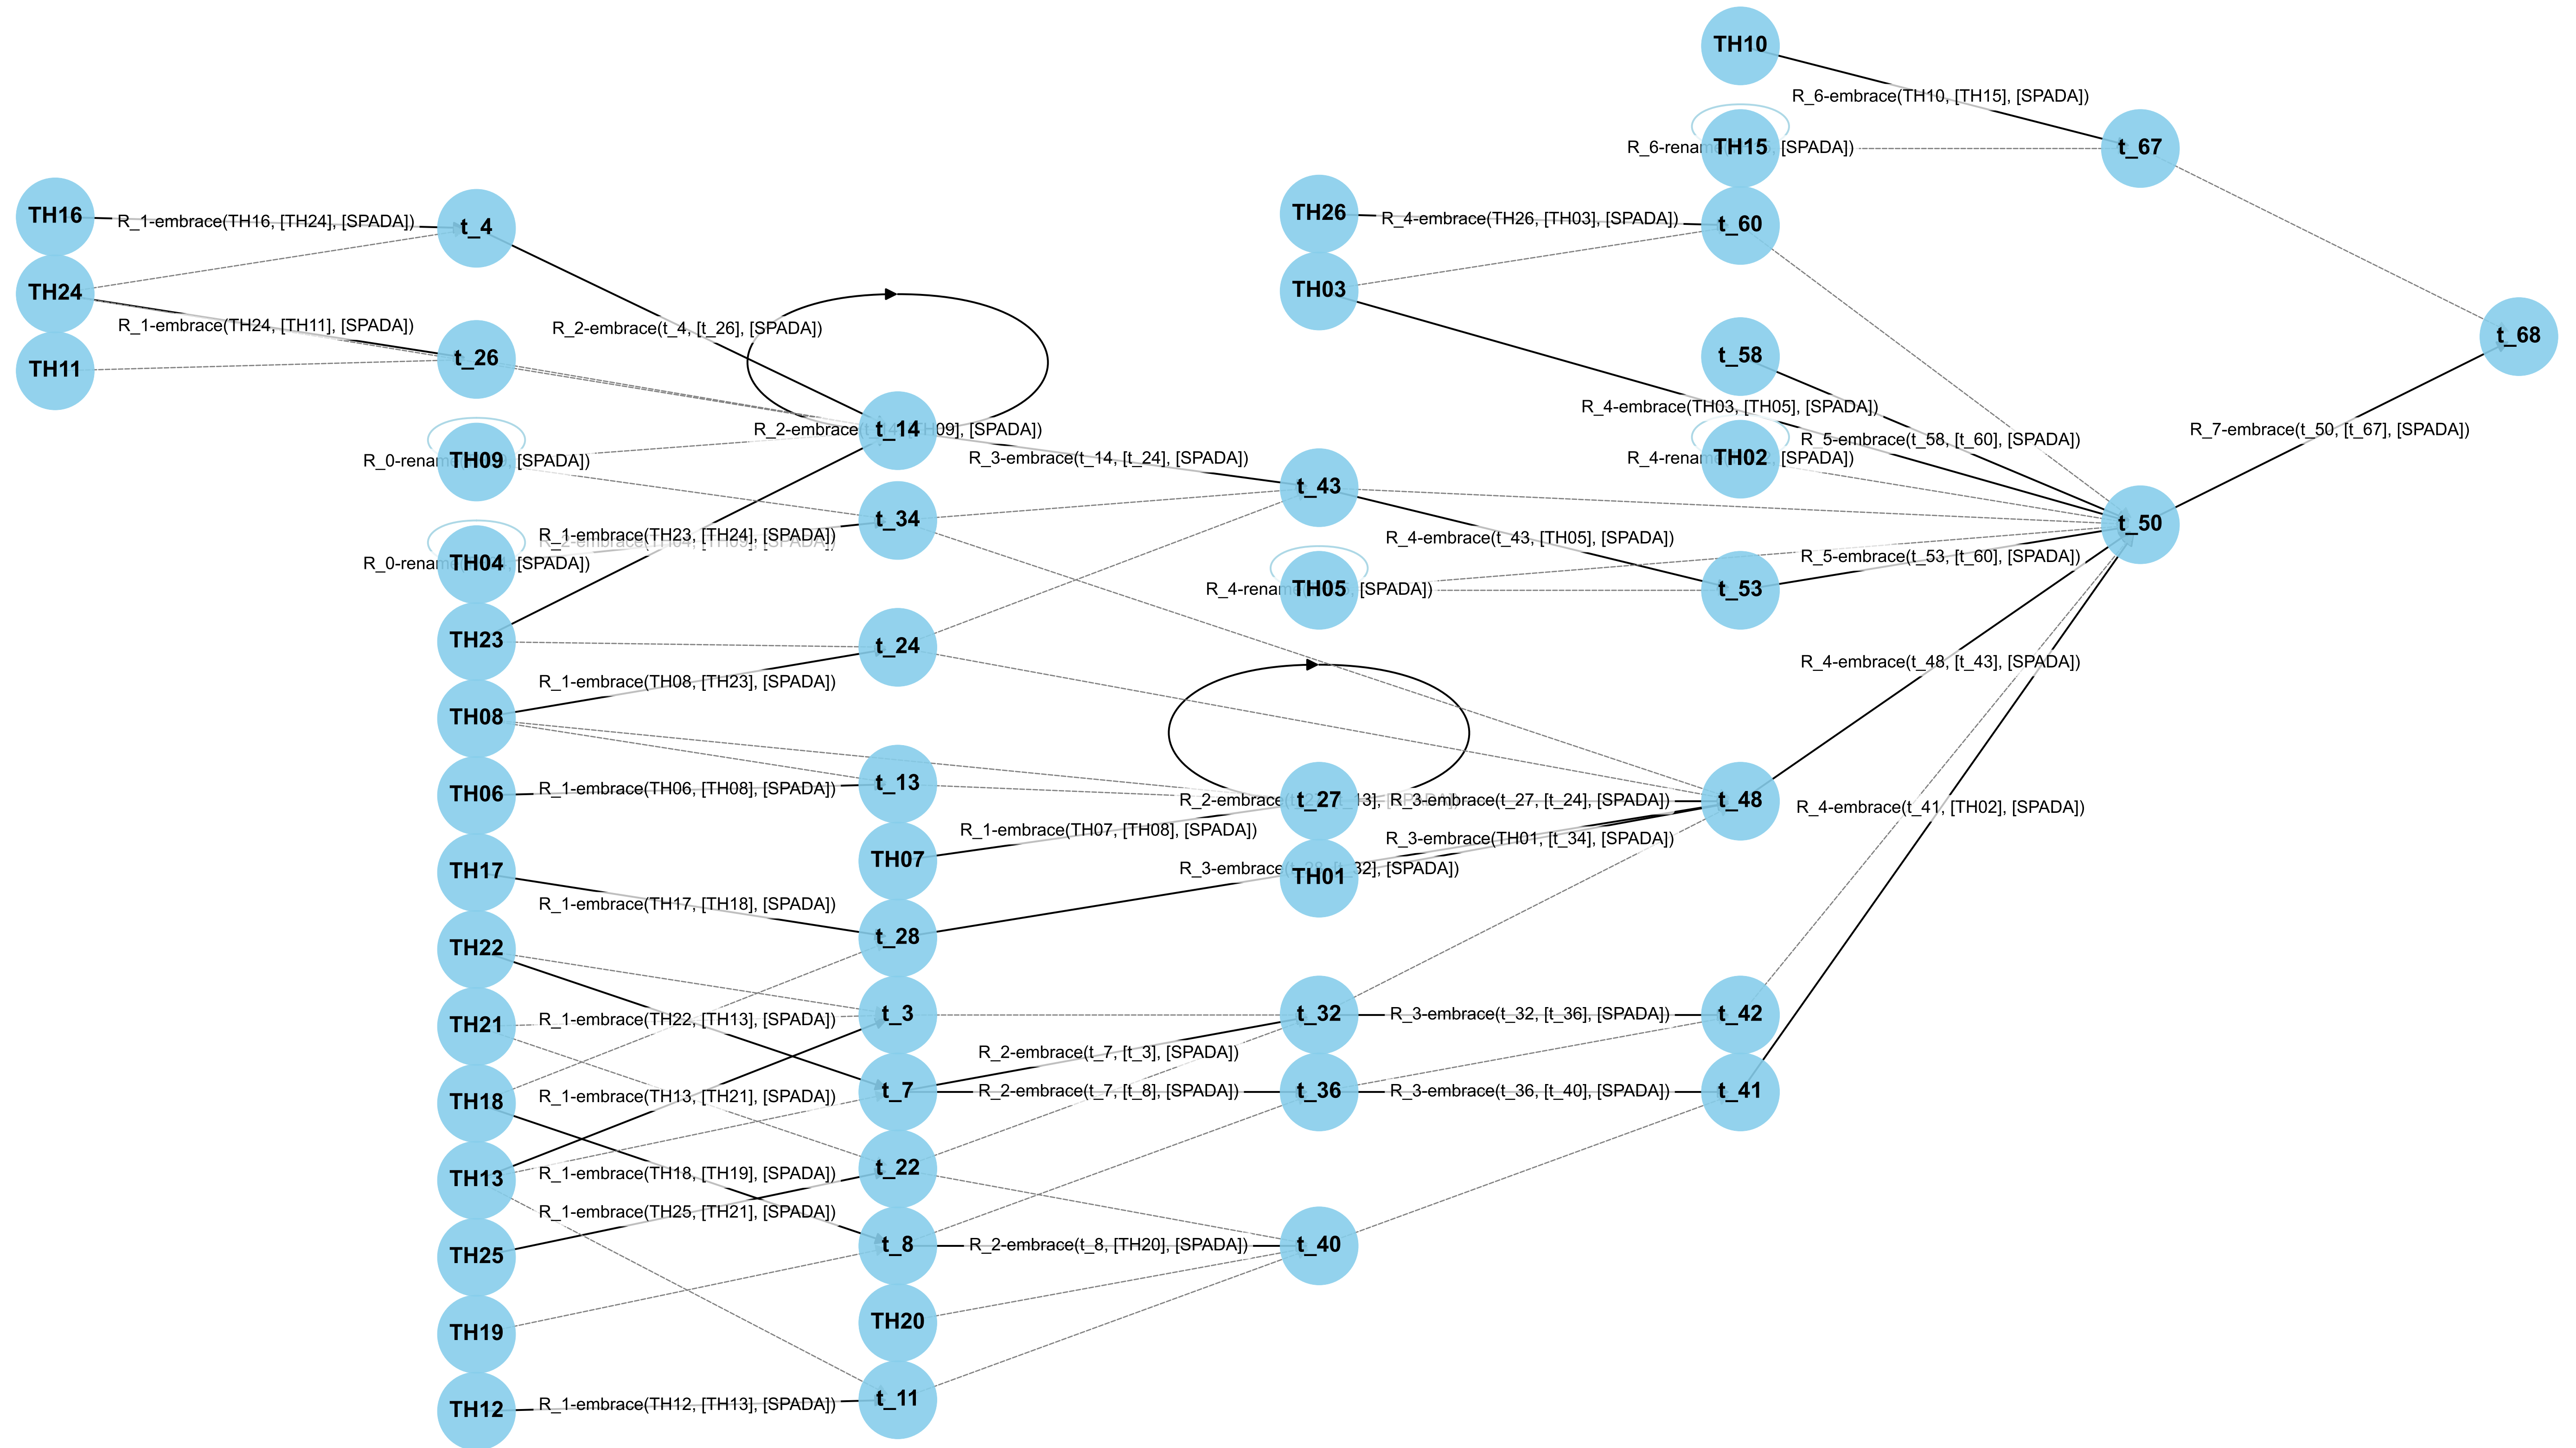 TH10
R_6-embrace(TH10, [TH15], [SPADA])
TH15
R_6-renam [SPADA])
t_67
TH16
R_1-embrace(TH16, [TH24], [SPADA])
t_4
TH26
R_4-embrace(TH26, [TH03], [SPADA])
t_60
TH24
TH03
R_1-embrace(TH24, [TH11], [SPADA])
R_2-embrace(t_4, [t_26], [SPADA])
t_68
t_26
t_58
TH11
R_4-embrace(TH03, [TH05], [SPADA])
t_14
R_2-embrace( TH09], [SPADA])
R_7-embrace(t_50, [t_67], [SPADA])
R_5-embrace(t_58, [t_60], [SPADA])
TH09
R_0-renam [SPADA])
R_3-embrace(t_14, [t_24], [SPADA])
TH02
R_4-renam [SPADA])
t_43
t_34
t_50
R_1-embrace(TH23, [TH24], [SPADA])
R_4-embrace(t_43, [TH05], [SPADA])
R_5-embrace(t_53, [t_60], [SPADA])
TH04
R_0-renam [SPADA])
TH05
R_4-renam [SPADA])
t_53
TH23
t_24
R_4-embrace(t_48, [t_43], [SPADA])
R_1-embrace(TH08, [TH23], [SPADA])
TH08
t_13
R_1-embrace(TH06, [TH08], [SPADA])
TH06
R_2-embrace(
t_27
R_3-embrace(t_27, [t_24], [SPADA])
t_48
R_4-embrace(t_41, [TH02], [SPADA])
R_1-embrace(TH07, [TH08], [SPADA])
R_3-embrace(TH01, [t_34], [SPADA])
TH07
TH17
R_3-embrace( 32], [SPADA])
TH01
R_1-embrace(TH17, [TH18], [SPADA])
t_28
TH22
t_3
t_32
R_3-embrace(t_32, [t_36], [SPADA])
t_42
R_1-embrace(TH22, [TH13], [SPADA])
TH21
R_2-embrace(t_7, [t_3], [SPADA])
t_7
R_2-embrace(t_7, [t_8], [SPADA])
t_36
R_3-embrace(t_36, [t_40], [SPADA])
t_41
R_1-embrace(TH13, [TH21], [SPADA])
TH18
t_22
R_1-embrace(TH18, [TH19], [SPADA])
TH13
R_1-embrace(TH25, [TH21], [SPADA])
t_8
R_2-embrace(t_8, [TH20], [SPADA])
t_40
TH25
TH20
TH19
t_11
R_1-embrace(TH12, [TH13], [SPADA])
TH12